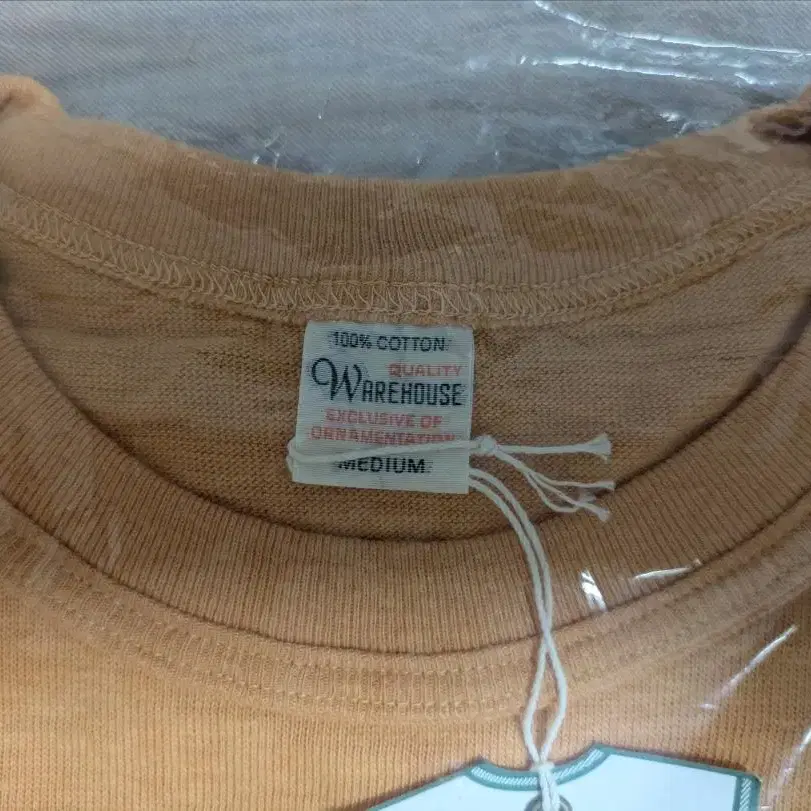 100% COTTON
QUALITY
WAREHOUSE
EXCLUSIVE OF
ORNAMENTATION
MEDIUM